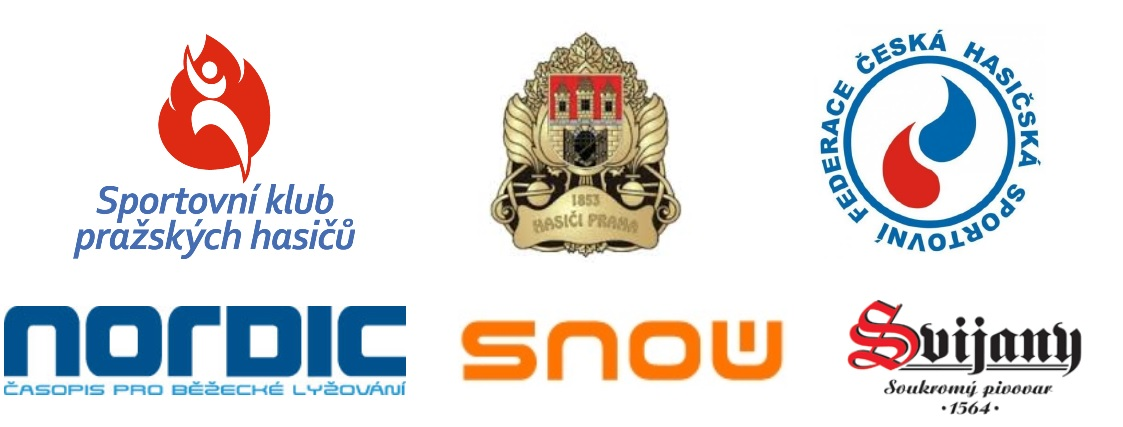 Sportovní klub
pražských hasičů
1853
HASIČI PRAHA
ČESKÁ HASIČSKÁ SPORTOVNÍ FEDERACE
NORDIC
ČASOPIS PRO BĚŽECKÉ LYŽOVÁNÍ
SNOW
Svijany
Soukromý pivovar
·1564·